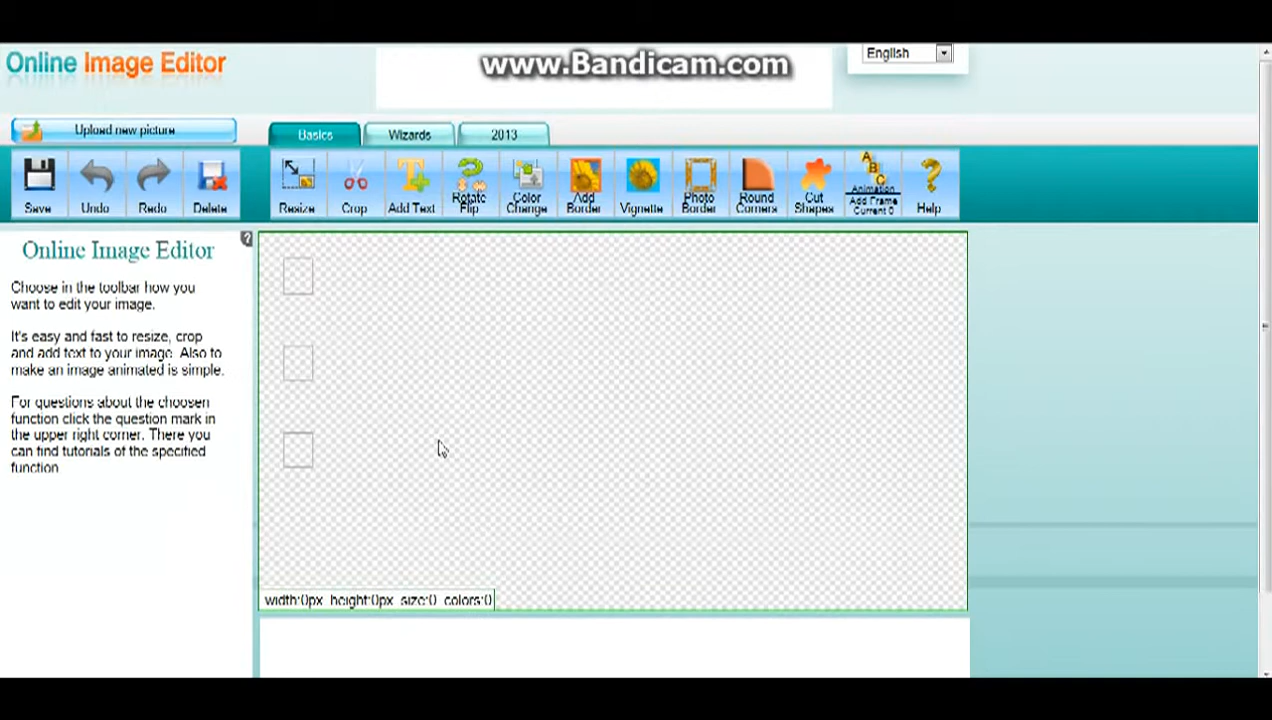 Online Image Editor
www.Bandicam.com
English
Upload new picture
Basics
Wizards
2013
Save
Undo
Redo
Delete
Resize
Crop
Add Text
Rotate
Flip
Color
Change
Add
Border
Vignette
Photo
Border
Round
Corners
Cut
Shapes
A
B
C
Animation
Add Frame
Current 0
Help
Online Image Editor
Choose in the toolbar how you
want to edit your image.
It's easy and fast to resize, crop
and add text to your image. Also to
make an image animated is simple.
For questions about the choosen
function click the question mark in
the upper right corner. There you
can find tutorials of the specified
function
width:0px height:0px size:0 colors:0